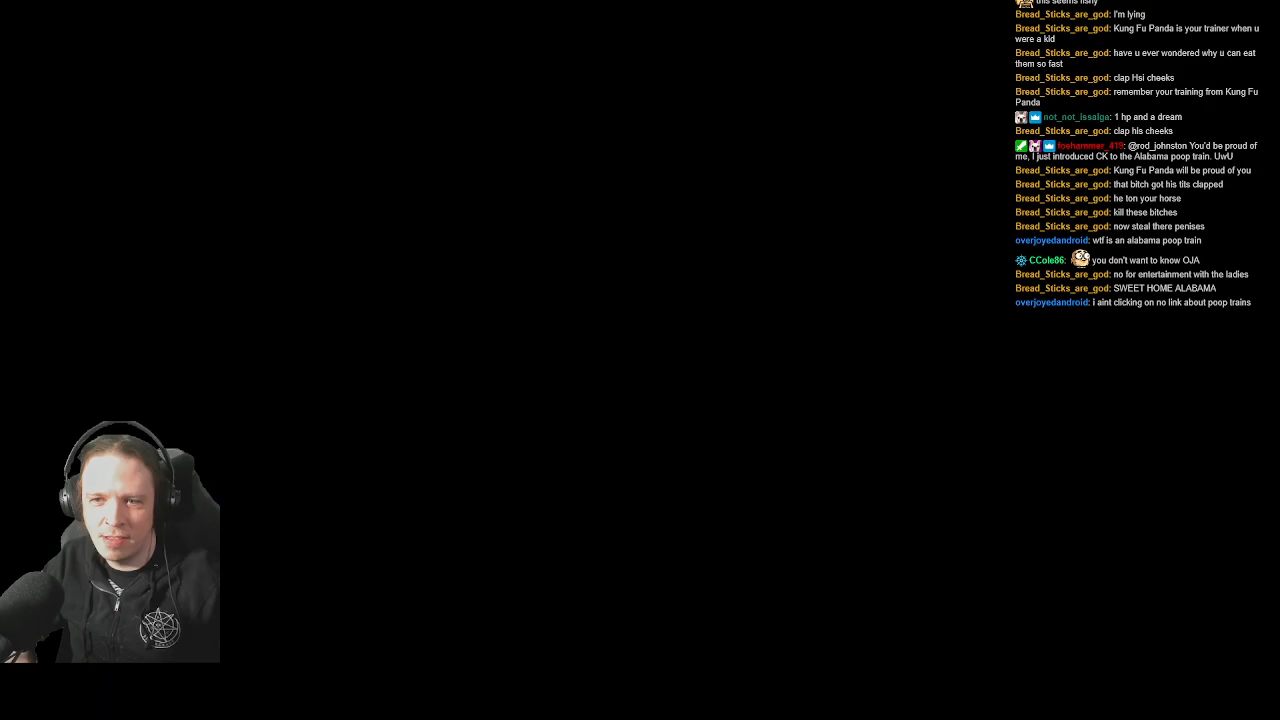 this seems fishy
Bread_Sticks_are_god: I'm lying
Bread_Sticks_are_god: Kung Fu Panda is your trainer when u
were a kid
Bread_Sticks_are_god: have u ever wondered why u can eat
them so fast
Bread_Sticks_are_god: clap Hsi cheeks
Bread_Sticks_are_god: remember your training from Kung Fu
Panda
not_not_issalga: 1 hp and a dream
Bread_Sticks_are_god: clap his cheeks
foehammer_419: @rod_johnston You'd be proud of
me, I just introduced CK to the Alabama poop train. UwU
Bread_Sticks_are_god: Kung Fu Panda will be proud of you
Bread_Sticks_are_god: that bitch got his tits clapped
Bread_Sticks_are_god: he ton your horse
Bread_Sticks_are_god: kill these bitches
Bread_Sticks_are_god: now steal there penises
overjoyedandroid: wtf is an alabama poop train
CCole86: you don't want to know OJA
Bread_Sticks_are_god: no for entertainment with the ladies
Bread_Sticks_are_god: SWEET HOME ALABAMA
overjoyedandroid: i aint clicking on no link about poop trains